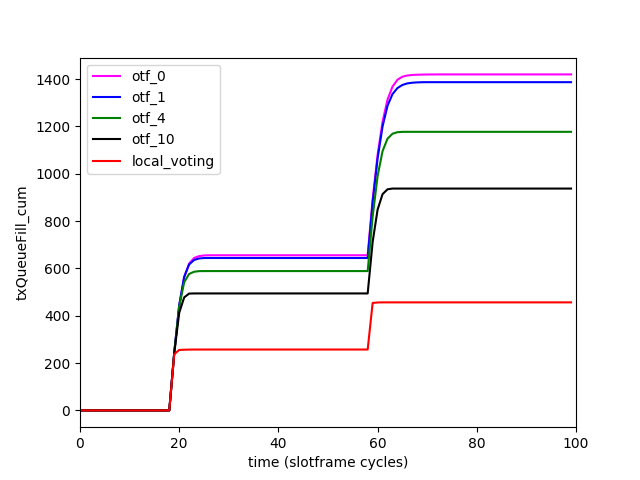 otf_0
otf_1
otf_4
otf_10
local_voting
txQueueFill_cum
1400
1200
1000
800
600
400
200
0
0 20 40 60 80 100
time (slotframe cycles)